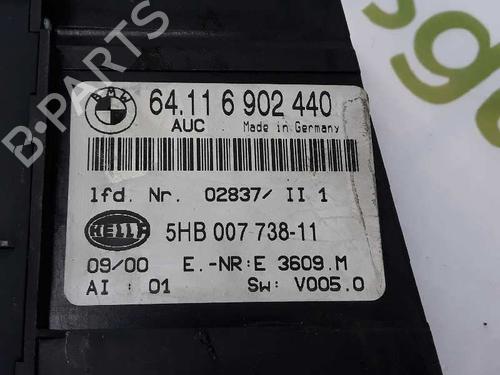 BMW
64.11 6 902 440
AUC Made in Germany
lfd. Nr. 02837/ II 1
HELLA 5HB 007 738-11
09/00 E.-NR:E 3609.M
AI : 01 Sw: V005.0
B-PARTS